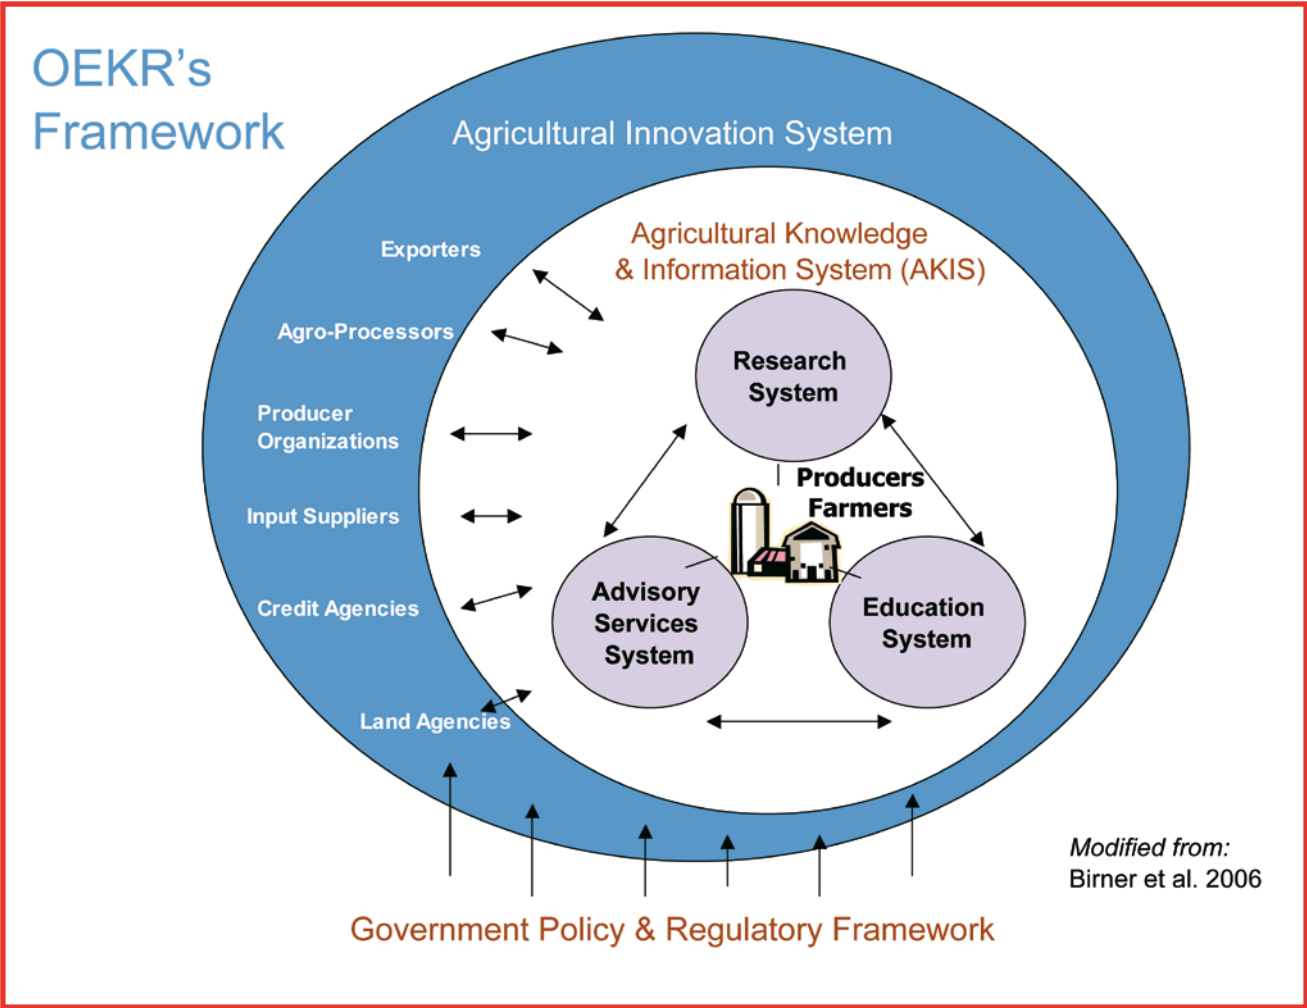 OEKR’s
Framework
Agricultural Innovation System
Agricultural Knowledge
& Information System (AKIS)
Exporters
Agro-Processors
Producer
Organizations
Input Suppliers
Credit Agencies
Land Agencies
Research
System
Producers
Farmers
Advisory
Services
System
Education
System
Modified from:
Birner et al. 2006
Government Policy & Regulatory Framework